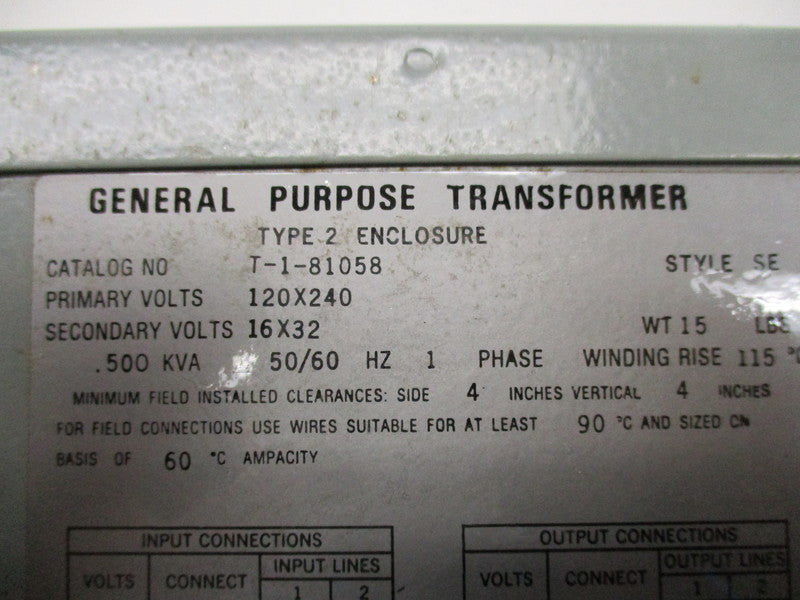 GENERAL PURPOSE TRANSFORMER
TYPE 2 ENCLOSURE
CATALOG NO T-1-81058 STYLE SE
PRIMARY VOLTS 120X240
SECONDARY VOLTS 16X32 WT 15 LBS
.500 KVA 50/60 HZ 1 PHASE WINDING RISE 115 °C
MINIMUM FIELD INSTALLED CLEARANCES: SIDE 4 INCHES VERTICAL 4 INCHES
FOR FIELD CONNECTIONS USE WIRES SUITABLE FOR AT LEAST 90 °C AND SIZED ON
BASIS OF 60 °C AMPACITY
INPUT CONNECTIONS OUTPUT CONNECTIONS
VOLTS CONNECT INPUT LINES VOLTS CONNECT OUTPUT LINES
1 2 1 2